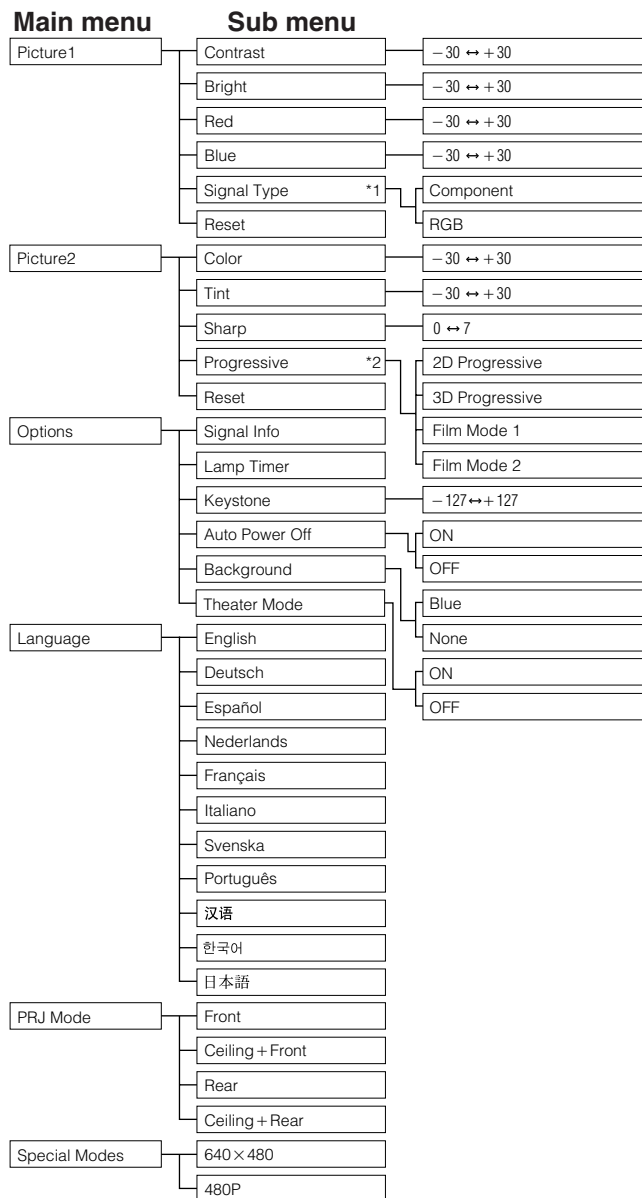 Main menu Sub menu
Picture1 Contrast −30 ↔ +30
Bright −30 ↔ +30
Red −30 ↔ +30
Blue −30 ↔ +30
Signal Type *1 Component
Reset RGB
Picture2 Color −30 ↔ +30
Tint −30 ↔ +30
Sharp 0 ↔ 7
Progressive *2 2D Progressive
Reset 3D Progressive
Options Signal Info Film Mode 1
Lamp Timer Film Mode 2
Keystone −127↔+127
Auto Power Off ON
Background OFF
Theater Mode Blue
Language English None
Deutsch ON
Español OFF
Nederlands
Français
Italiano
Svenska
Português
汉语
한국어
日本語
PRJ Mode Front
Ceiling+Front
Rear
Ceiling+Rear
Special Modes 640×480
480P